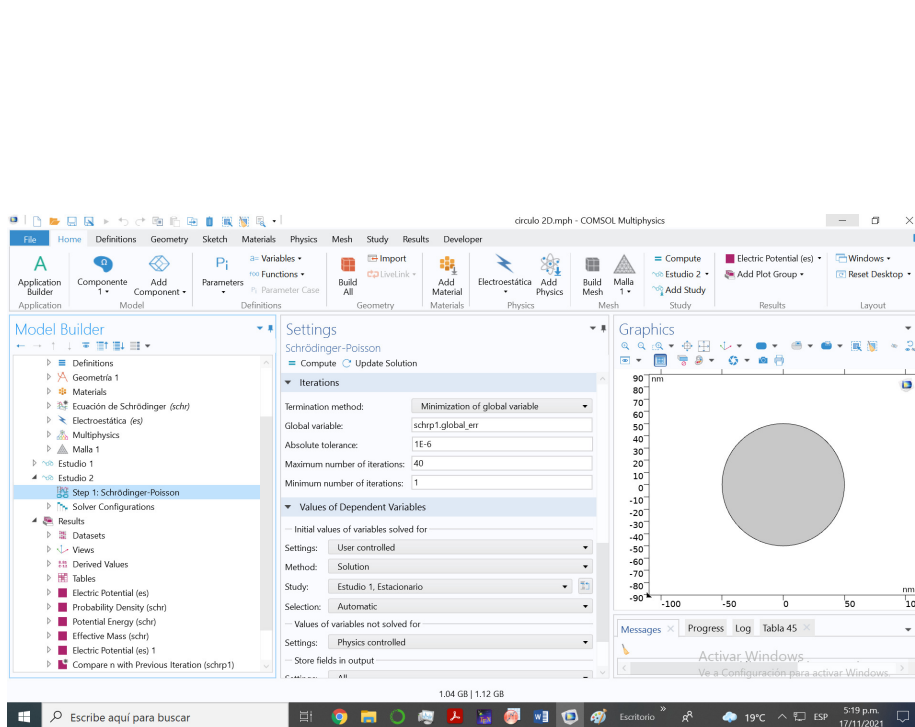 circulo 2D.mph - COMSOL Multiphysics
File Home Definitions Geometry Sketch Materials Physics Mesh Study Results Developer
Application Builder
Componente 1
Add Component
Parameters
Pi
a= Variables
Functions
Parameter Case
Build All
Import
LiveLink
Add Material
Electroestática
Add Physics
Build Mesh
Malla 1
= Compute
Estudio 2
Add Study
Electric Potential (es)
Add Plot Group
Windows
Reset Desktop
Application Model Definitions Geometry Materials Physics Mesh Study Results Layout
Model Builder
Definitions
Geometría 1
Materials
Ecuación de Schrödinger (schr)
Electroestática (es)
Multiphysics
Malla 1
Estudio 1
Estudio 2
Step 1: Schrödinger-Poisson
Solver Configurations
Results
Datasets
Views
Derived Values
Tables
Electric Potential (es)
Probability Density (schr)
Potential Energy (schr)
Effective Mass (schr)
Electric Potential (es) 1
Compare n with Previous Iteration (schrp1)
Settings
Schrödinger-Poisson
= Compute Update Solution
Iterations
Termination method: Minimization of global variable
Global variable: schrp1.global_err
Absolute tolerance: 1E-6
Maximum number of iterations: 40
Minimum number of iterations: 1
Values of Dependent Variables
Initial values of variables solved for
Settings: User controlled
Method: Solution
Study: Estudio 1, Estacionario
Selection: Automatic
Values of variables not solved for
Settings: Physics controlled
Store fields in output
Graphics
90 nm
80
70
60
50
40
30
20
10
0
-10
-20
-30
-40
-50
-60
-70
-80
-90
nm
-100 -50 0 50 10
Messages Progress Log Tabla 45
Activar Windows
Ve a Configuración para activar Windows.
1.04 GB | 1.12 GB
Escribe aquí para buscar
Escritorio
19°C
ESP
5:19 p.m.
17/11/2021